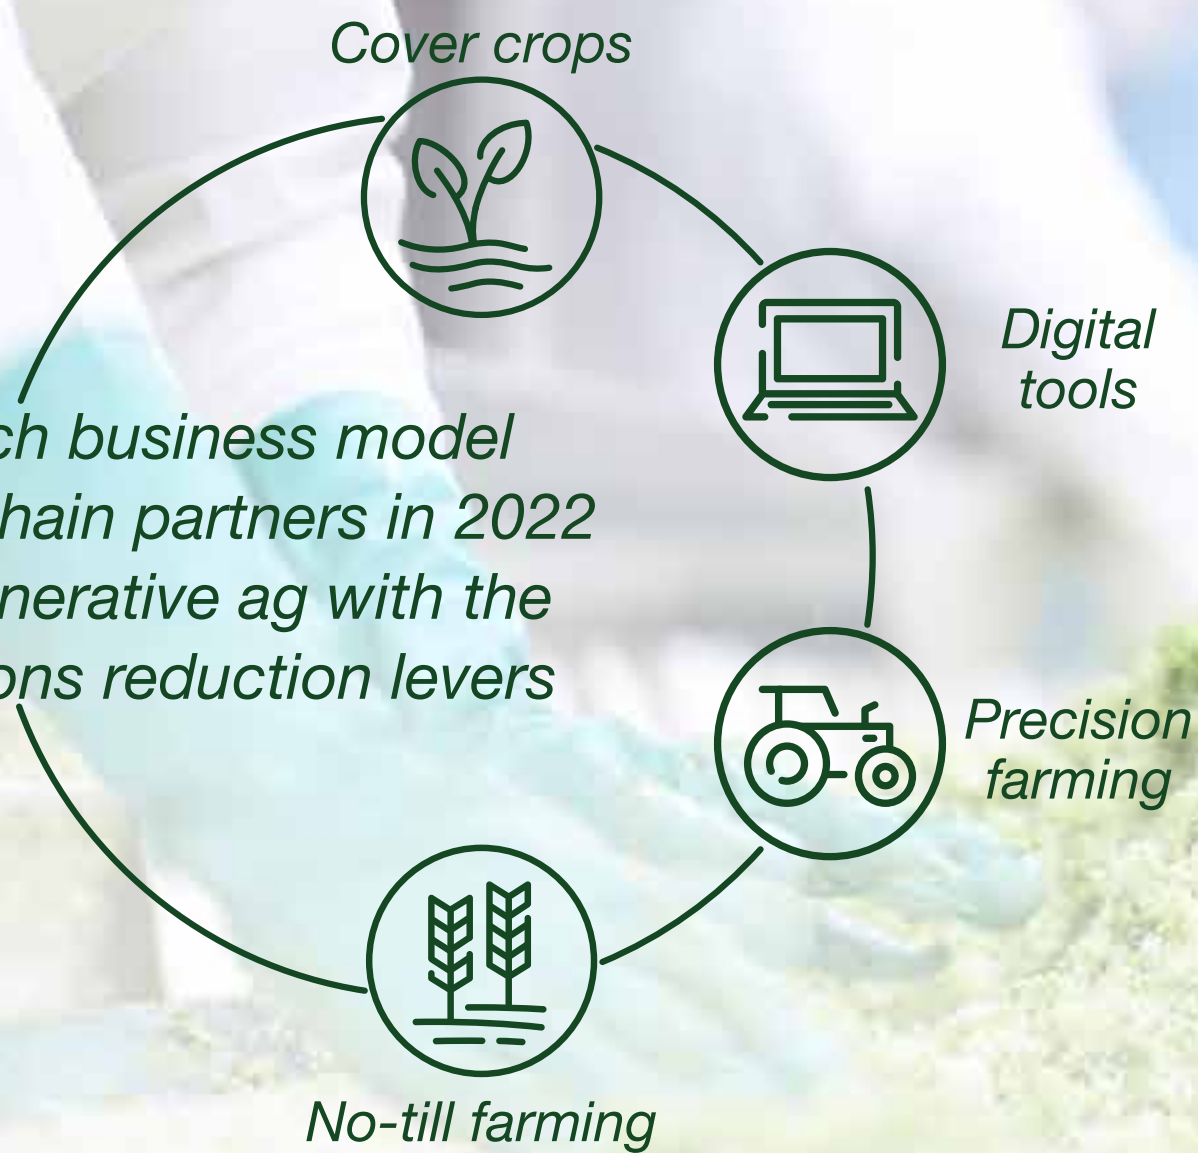 Cover crops
Digital
tools
ch business model
hain partners in 2022
nerative ag with the
ons reduction levers
Precision
farming
No-till farming